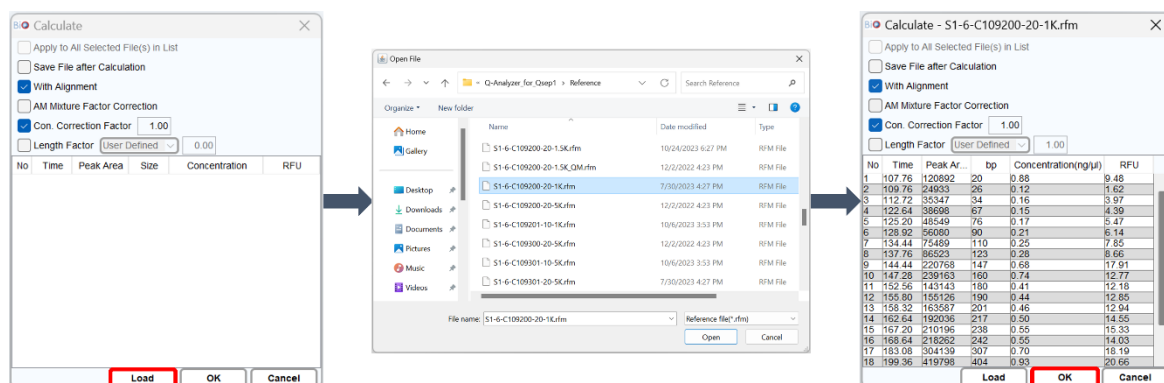 BiO Calculate
Apply to All Selected File(s) in List
Save File after Calculation
With Alignment
AM Mixture Factor Correction
Con. Correction Factor 1.00
Length Factor User Defined 0.00
No Time Peak Area Size Concentration RFU
Load OK Cancel
Open File
Q-Analyzer_for_Qsep1 > Reference
Search Reference
Organize New folder
Home
Gallery
Desktop
Downloads
Documents
Pictures
Music
Videos
Name Date modified Type
S1-6-C109200-20-1.5K.rfm 10/24/2023 6:27 PM RFM File
S1-6-C109200-20-1.5K_QM.rfm 12/2/2022 4:23 PM RFM File
S1-6-C109200-20-1K.rfm 7/30/2023 4:27 PM RFM File
S1-6-C109200-20-5K.rfm 12/2/2022 4:23 PM RFM File
S1-6-C109201-10-1K.rfm 10/6/2023 3:53 PM RFM File
S1-6-C109300-20-5K.rfm 12/2/2022 4:23 PM RFM File
S1-6-C109301-10-5K.rfm 10/6/2023 3:53 PM RFM File
S1-6-C109301-20-5K.rfm 7/30/2023 4:27 PM RFM File
File name: S1-6-C109200-20-1K.rfm Reference file(*.rfm)
Open Cancel
BiO Calculate - S1-6-C109200-20-1K.rfm
Apply to All Selected File(s) in List
Save File after Calculation
With Alignment
AM Mixture Factor Correction
Con. Correction Factor 1.00
Length Factor User Defined 1.00
No Time Peak Ar... bp Concentration(ng/µl) RFU
1 107.76 120892 20 0.88 9.48
2 109.76 24933 26 0.12 1.62
3 112.72 35347 34 0.16 3.97
4 122.64 38698 67 0.15 4.39
5 125.20 48549 76 0.17 5.47
6 128.92 56080 90 0.21 6.14
7 134.44 75489 110 0.25 7.85
8 137.76 86523 123 0.28 8.66
9 144.44 220768 147 0.68 17.91
10 147.28 239163 160 0.74 12.77
11 152.56 143143 180 0.41 12.18
12 155.80 155126 190 0.44 12.85
13 158.32 163587 201 0.46 12.94
14 162.64 192036 217 0.50 14.55
15 167.20 210196 238 0.55 15.33
16 168.64 218262 242 0.55 14.03
17 183.08 304139 307 0.70 18.19
18 199.36 419798 404 0.93 20.66
Load OK Cancel